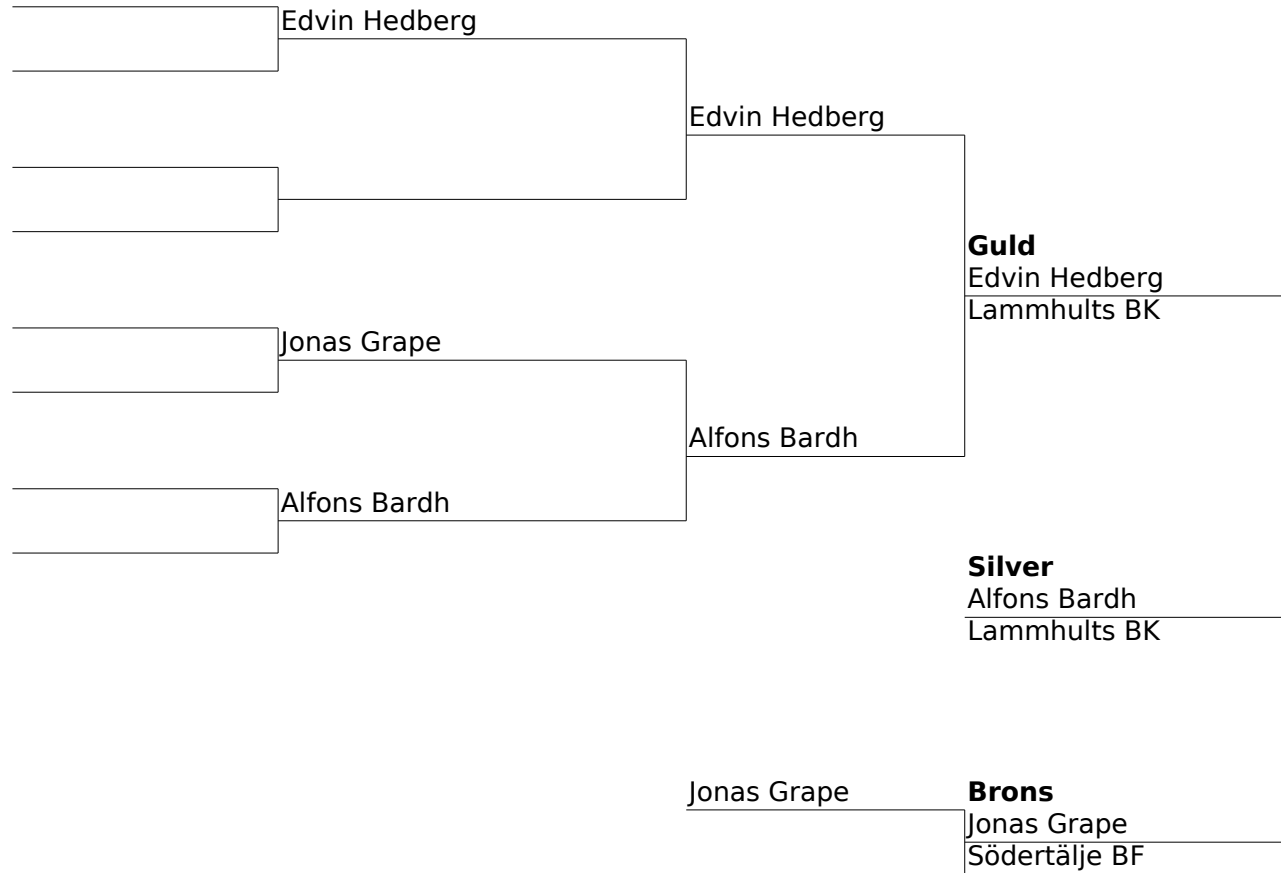 Edvin Hedberg
Edvin Hedberg
Guld
Edvin Hedberg
Lammhults BK
Jonas Grape
Alfons Bardh
Alfons Bardh
Silver
Alfons Bardh
Lammhults BK
Jonas Grape
Brons
Jonas Grape
Södertälje BF